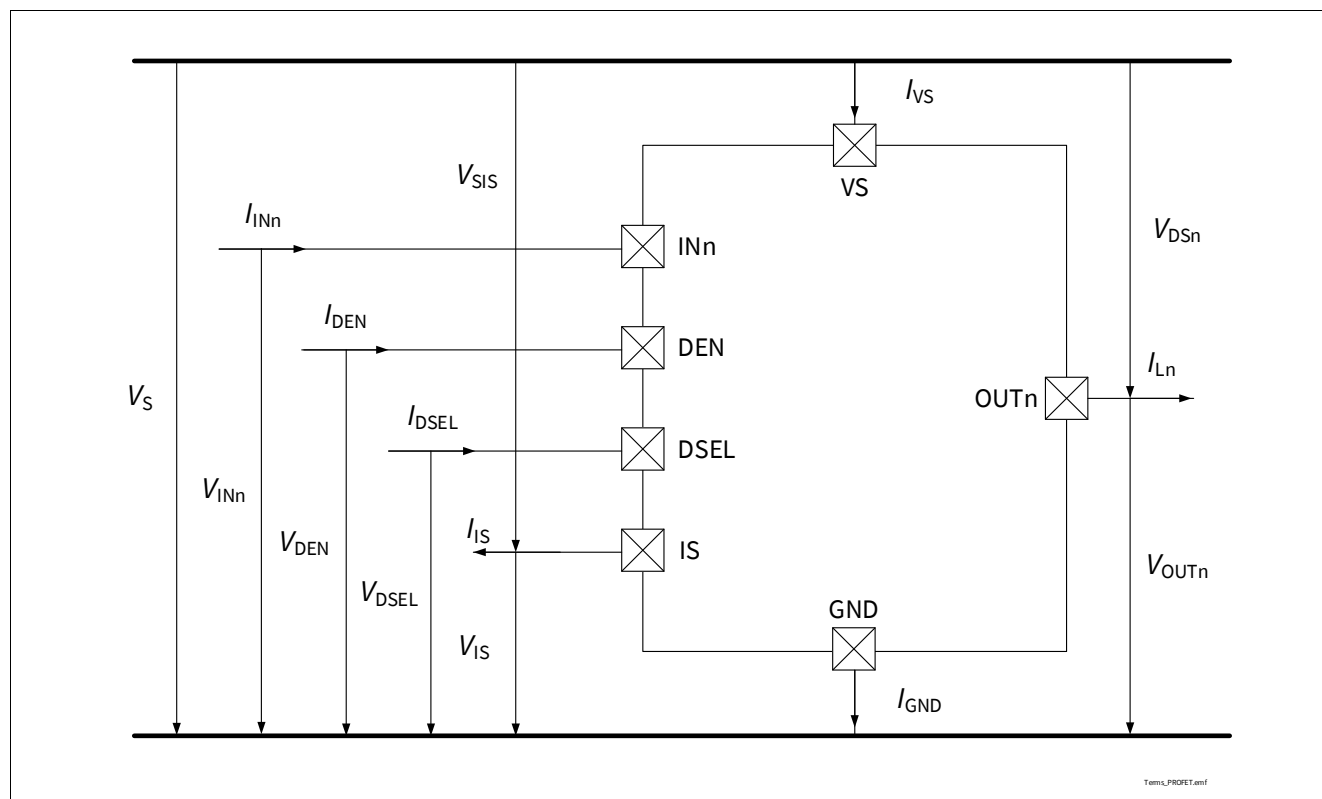 I_VS
VS
V_SIS
V_DSn
I_INn
INn
I_DEN
DEN
I_Ln
V_S
OUTn
I_DSEL
DSEL
V_INn
I_IS
IS
V_DEN
V_OUTn
V_DSEL
GND
V_IS
I_GND
Terms_PROFET.emf